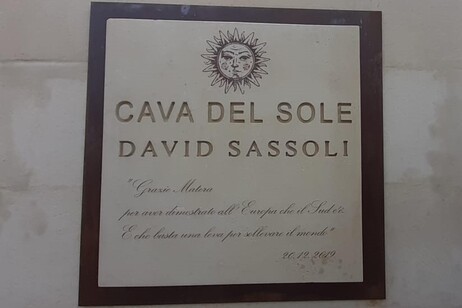 CAVA DEL SOLE
DAVID SASSOLI
"Grazie Matera
per aver dimostrato all'Europa che il Sud c'è.
E che basta una leva per sollevare il mondo"
20.12.2019